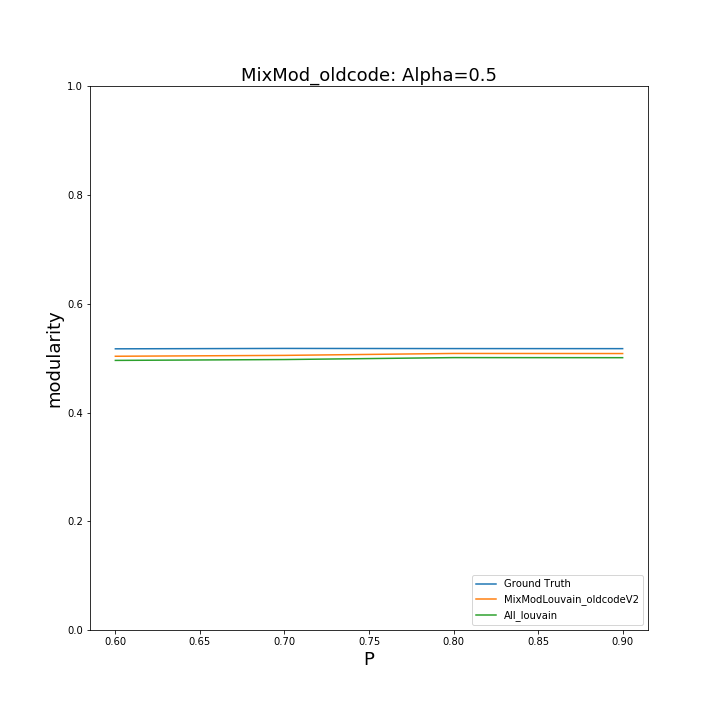 MixMod_oldcode: Alpha=0.5
1.0
0.8
0.6
0.4
0.2
0.0
modularity
0.60
0.65
0.70
0.75
0.80
0.85
0.90
P
Ground Truth
MixModLouvain_oldcodeV2
All_louvain